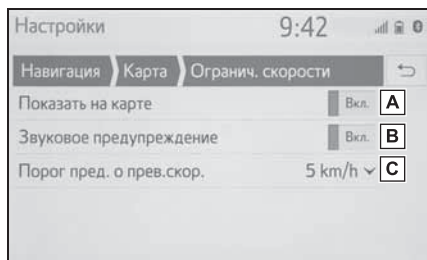 Настройки 9:42
Навигация Карта Огранич. скорости
Показать на карте Вкл. A
Звуковое предупреждение Вкл. B
Порог пред. о прев.скор. 5 km/h C